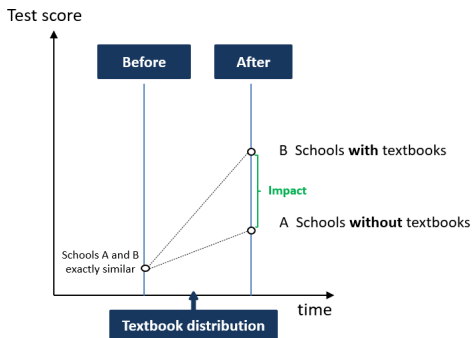 Test score
Before
After
B Schools with textbooks
Impact
A Schools without textbooks
Schools A and B
exactly similar
time
Textbook distribution